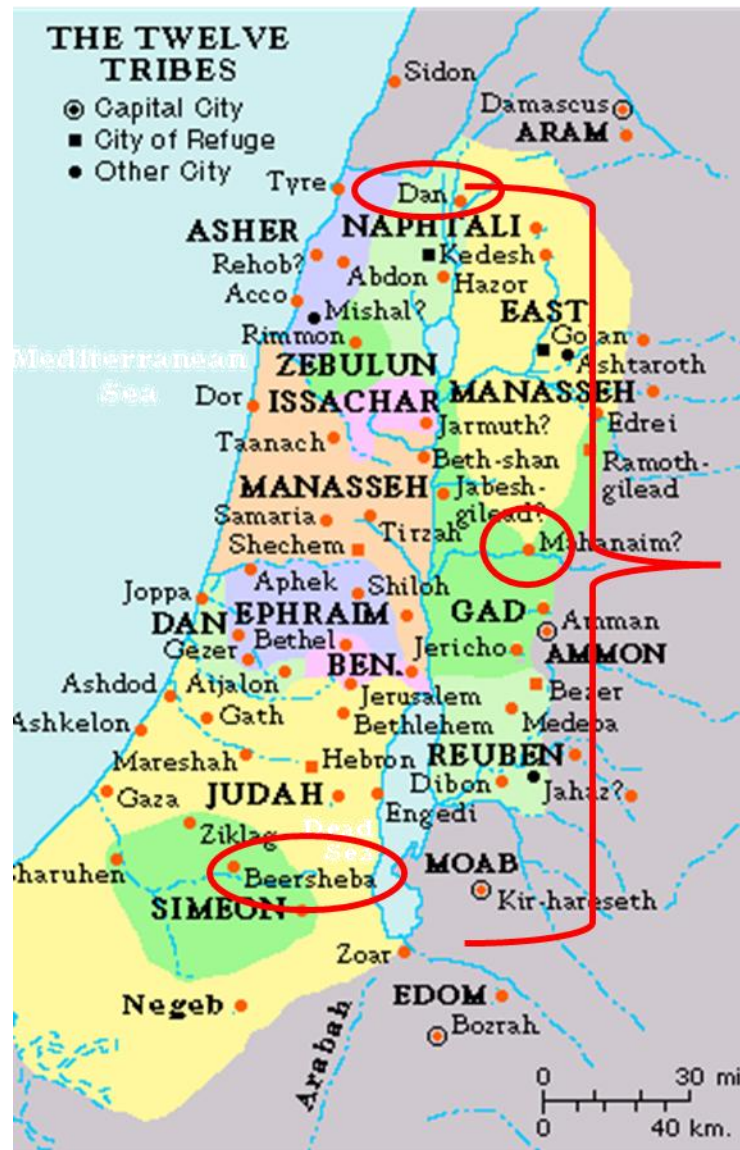 THE TWELVE
TRIBES
Capital City
City of Refuge
Other City
Sidon
Damascus
ARAM
Tyre
Dan
NAPHTALI
ASHER
Kedesh
Rehob?
Abdon
Hazor
Acco
Mishal?
EAST
Golan
Rimmon
Ashtaroth
Mediterranean
Sea
ZEBULUN
Dor
ISSACHAR
MANASSEH
Jarmuth?
Edrei
Taanach
Beth-shan
Ramoth-
gilead
MANASSEH
Jabesh-
gilead?
Samaria
Tirzah
Shechem
Mahanaim?
Aphek
Shiloh
Joppa
DAN
EPHRAIM
GAD
Amman
Gezer
Bethel
BEN.
Jericho
AMMON
Ashdod
Aijalon
Jerusalem
Bezer
Ashkelon
Gath
Bethlehem
Medeba
Mareshah
Hebron
REUBEN
Gaza
JUDAH
Engedi
Dibon
Jahaz?
Ziklag
Dead
Sea
Sharuhen
Beersheba
MOAB
SIMEON
Kir-hareseth
Zoar
Negeb
EDOM
Arabah
Bozrah
0 30 mi
0 40 km.